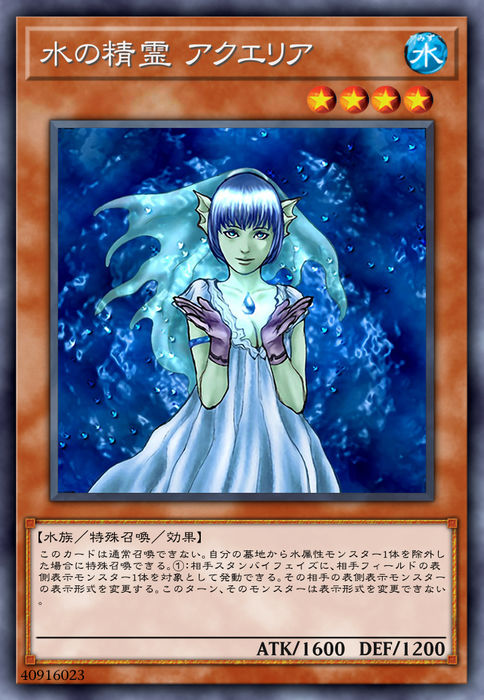 水の精霊 アクエリア
みず
水
【水族／特殊召喚／効果】
このカードは通常召喚できない。自分の墓地から水属性モンスター1体を除外し
た場合に特殊召喚できる。①：相手スタンバイフェイズに、相手フィールドの表
側表示モンスター1体を対象として発動できる。その相手の表側表示モンスター
の表示形式を変更する。このターン、そのモンスターは表示形式を変更できない
。
ATK/1600 DEF/1200
40916023